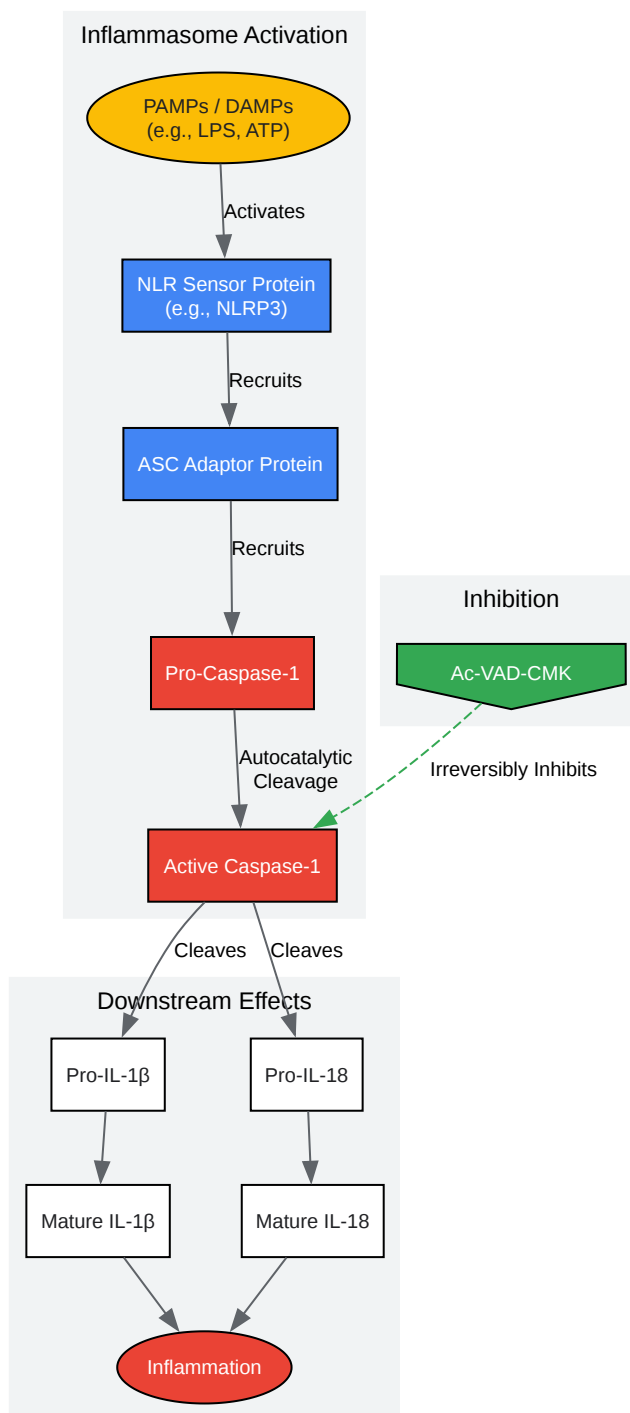 Inflammasome Activation
PAMPs / DAMPs
(e.g., LPS, ATP)
Activates
NLR Sensor Protein
(e.g., NLRP3)
Recruits
ASC Adaptor Protein
Recruits
Inhibition
Pro-Caspase-1
Ac-VAD-CMK
Autocatalytic
Cleavage
Irreversibly Inhibits
Active Caspase-1
Cleaves
Cleaves
Downstream Effects
Pro-IL-1β
Pro-IL-18
Mature IL-1β
Mature IL-18
Inflammation